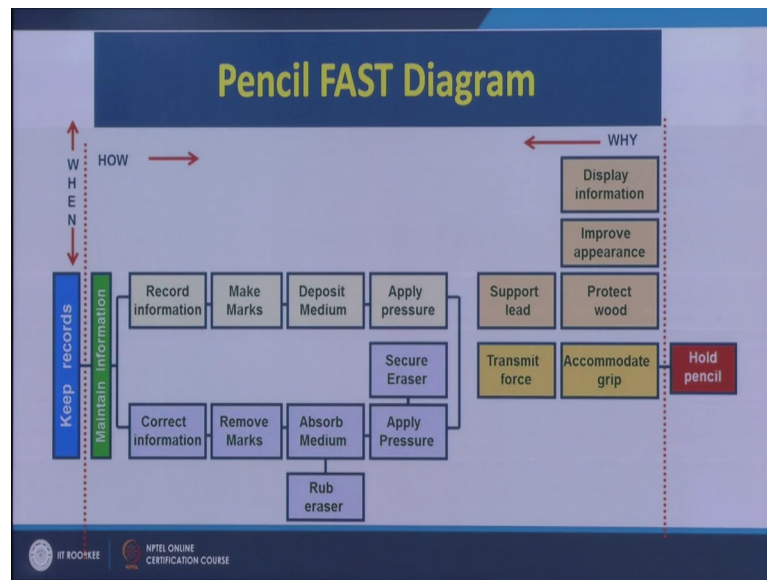 Pencil FAST Diagram
WHEN
HOW
WHY
Display
information
Improve
appearance
Keep records
Maintain Information
Record
information
Make
Marks
Deposit
Medium
Apply
pressure
Support
lead
Protect
wood
Secure
Eraser
Transmit
force
Accommodate
grip
Hold
pencil
Correct
information
Remove
Marks
Absorb
Medium
Apply
Pressure
Rub
eraser
IIT ROORKEE
NPTEL ONLINE
CERTIFICATION COURSE